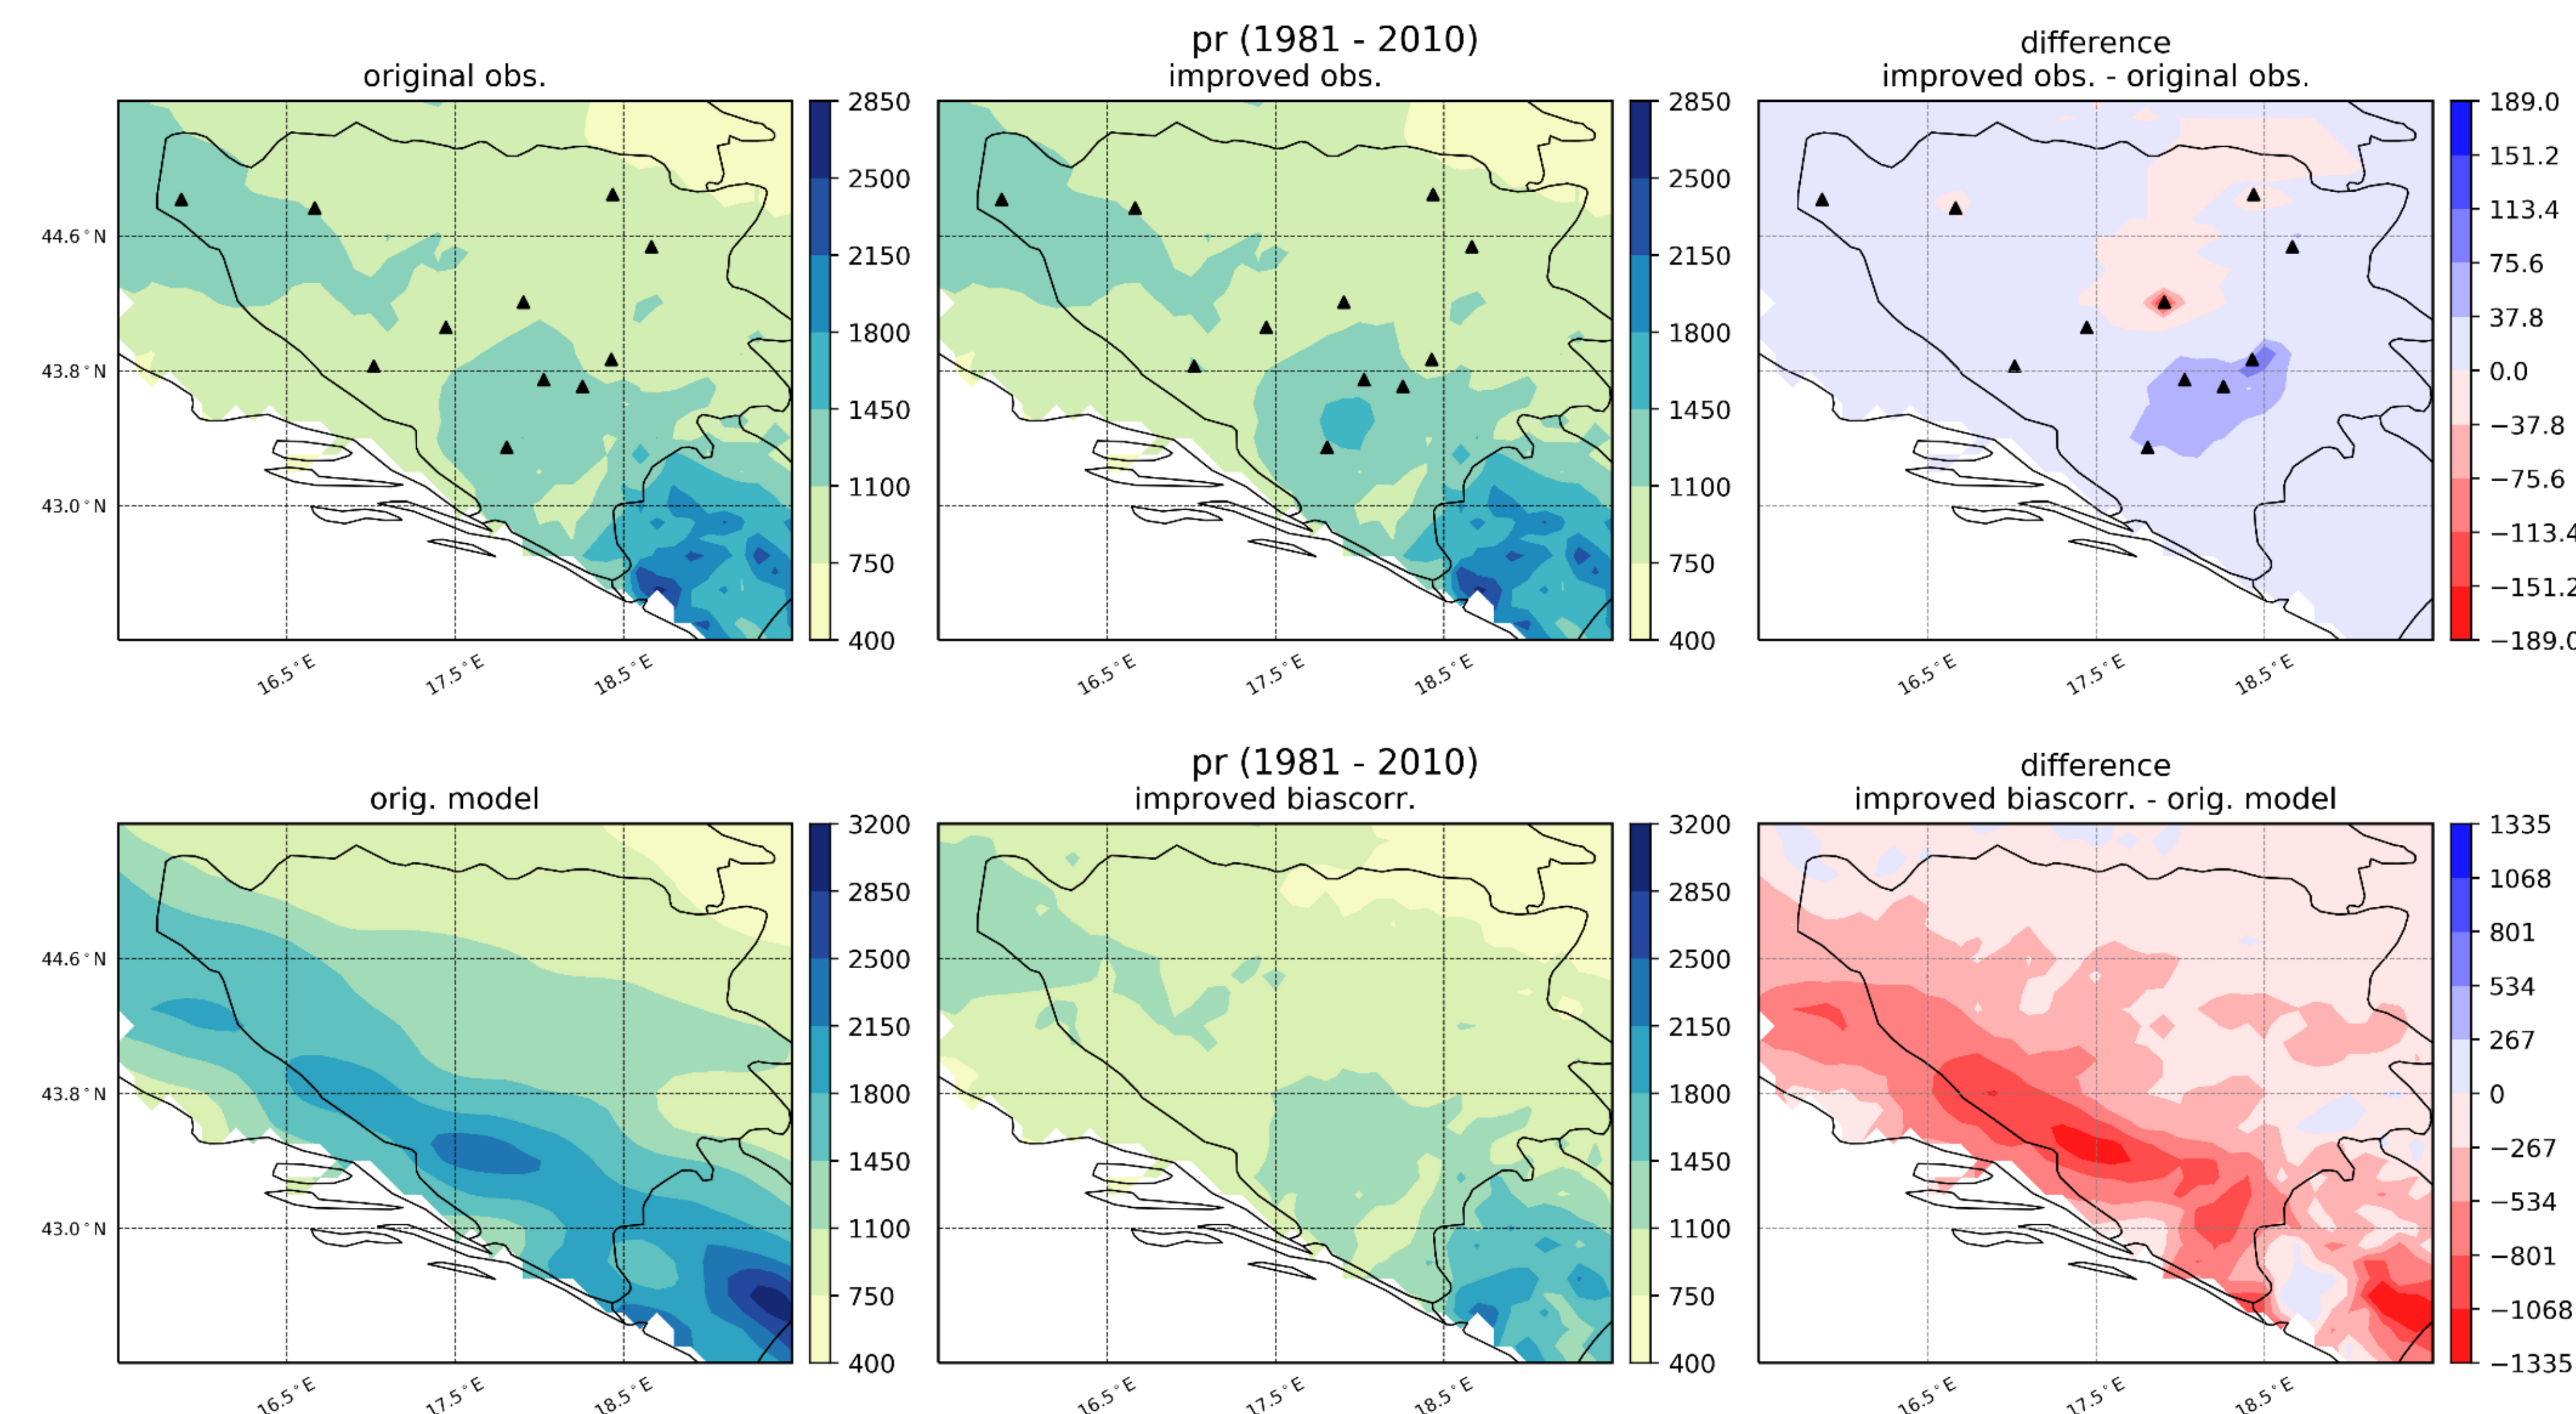 pr (1981 - 2010)
original obs.
improved obs.
difference
improved obs. - original obs.
44.6°N
43.8°N
43.0°N
16.5°E
17.5°E
18.5°E
2850
2500
2150
1800
1450
1100
750
400
16.5°E
17.5°E
18.5°E
2850
2500
2150
1800
1450
1100
750
400
16.5°E
17.5°E
18.5°E
189.0
151.2
113.4
75.6
37.8
0.0
−37.8
−75.6
−113.4
−151.2
−189.0
pr (1981 - 2010)
orig. model
improved biascorr.
difference
improved biascorr. - orig. model
44.6°N
43.8°N
43.0°N
16.5°E
17.5°E
18.5°E
3200
2850
2500
2150
1800
1450
1100
750
400
16.5°E
17.5°E
18.5°E
3200
2850
2500
2150
1800
1450
1100
750
400
16.5°E
17.5°E
18.5°E
1335
1068
801
534
267
0
−267
−534
−801
−1068
−1335